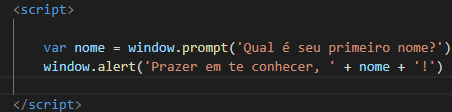 <script>
var nome = window.prompt('Qual é seu primeiro nome?')
window.alert('Prazer em te conhecer, ' + nome + '!')
</script>